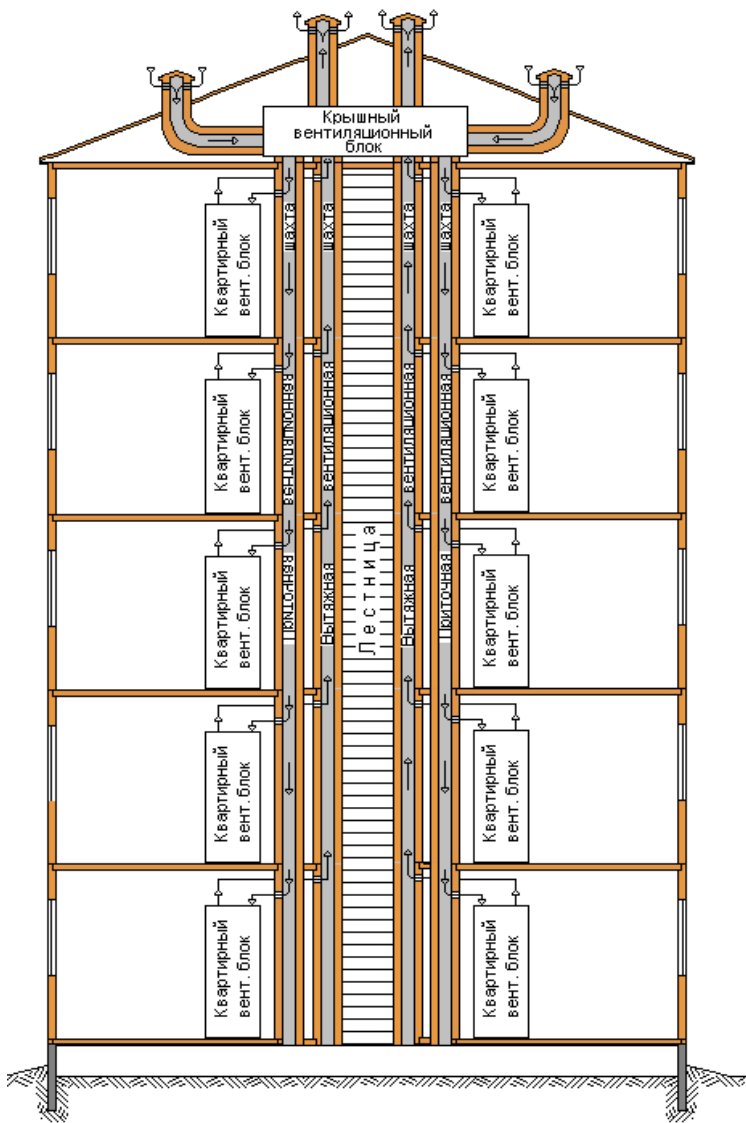 Крышный
вентиляционный
блок
Квартирный
вент. блок
Квартирный
вент. блок
Квартирный
вент. блок
Квартирный
вент. блок
Квартирный
вент. блок
Приточная вентиляционная шахта
Вытяжная вентиляционная шахта
Лестница
Вытяжная вентиляционная шахта
Приточная вентиляционная шахта
Квартирный
вент. блок
Квартирный
вент. блок
Квартирный
вент. блок
Квартирный
вент. блок
Квартирный
вент. блок